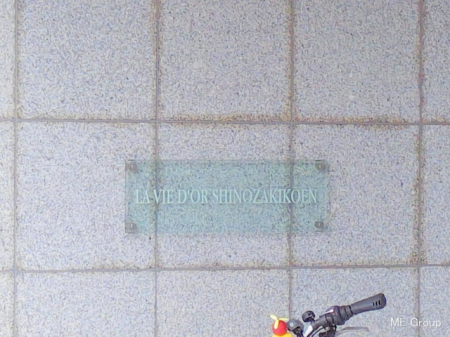 LA VIE D'OR SHINOZAKIKOEN
ME Group